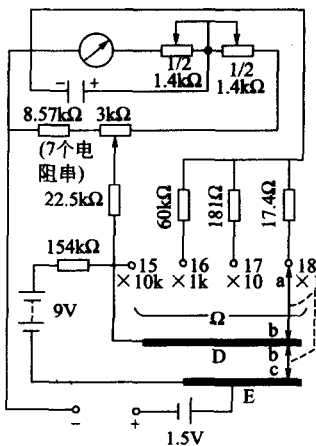 − +
1/2 1/2
1.4kΩ 1.4kΩ
8.57kΩ 3kΩ
(7个电
阻串)
22.5kΩ
60kΩ 181Ω 17.4Ω
154kΩ
15 16 17 18
×10k ×1k ×10 ×
a
9V
Ω
b
D b
c
E
− +
1.5V